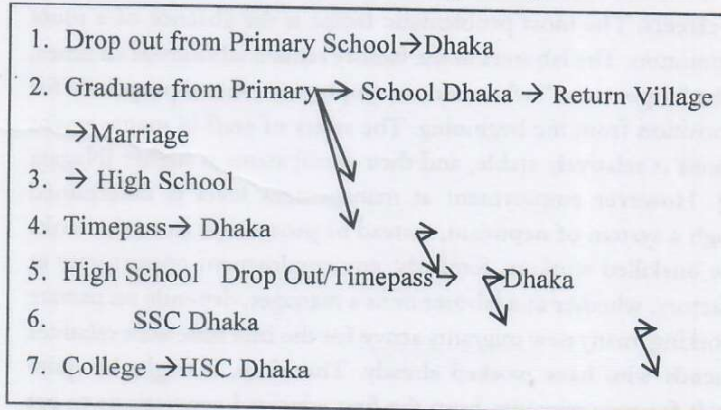 1. Drop out from Primary School→Dhaka
2. Graduate from Primary→ School Dhaka → Return Village
→Marriage
3. → High School
4. Timepass→ Dhaka
5. High School Drop Out/Timepass→ Dhaka
6. SSC Dhaka
7. College →HSC Dhaka